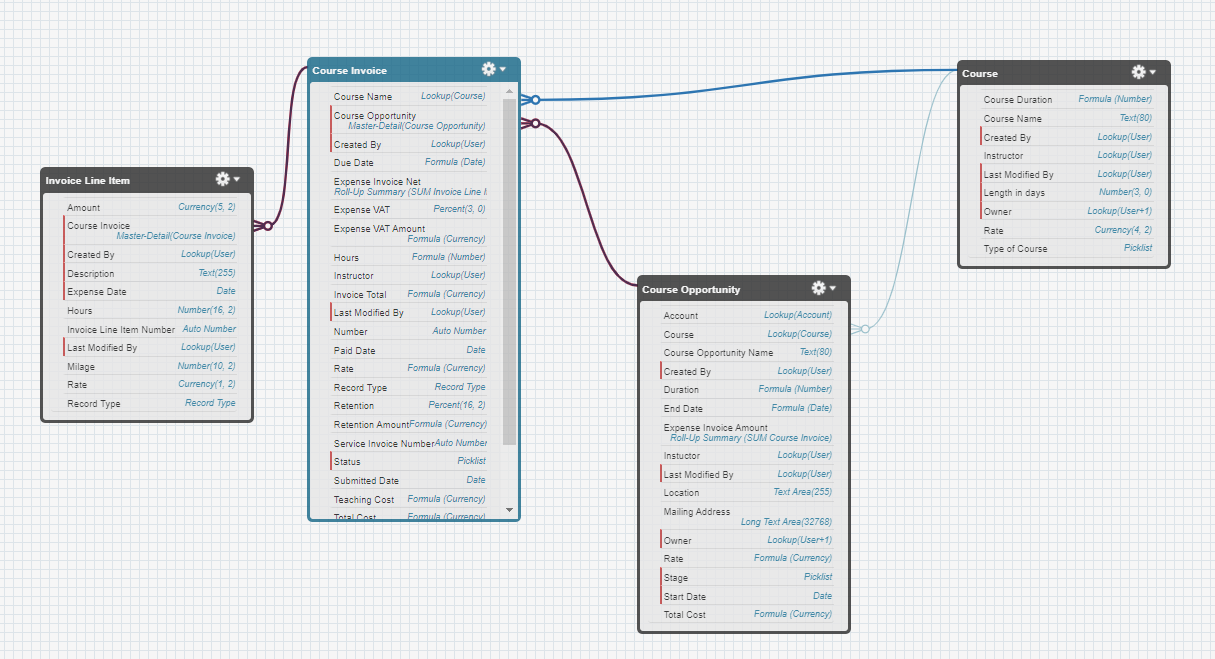 Invoice Line Item
Amount Currency(5, 2)
Course Invoice
Master-Detail(Course Invoice)
Created By Lookup(User)
Description Text(255)
Expense Date Date
Hours Number(16, 2)
Invoice Line Item Number Auto Number
Last Modified By Lookup(User)
Milage Number(10, 2)
Rate Currency(1, 2)
Record Type Record Type
Course Invoice
Course Name Lookup(Course)
Course Opportunity
Master-Detail(Course Opportunity)
Created By Lookup(User)
Due Date Formula (Date)
Expense Invoice Net
Roll-Up Summary (SUM Invoice Line
Expense VAT Percent(3, 0)
Expense VAT Amount
Formula (Currency)
Hours Formula (Number)
Instructor Lookup(User)
Invoice Total Formula (Currency)
Last Modified By Lookup(User)
Number Auto Number
Paid Date Date
Rate Formula (Currency)
Record Type Record Type
Retention Percent(16, 2)
Retention Amount Formula (Currency)
Service Invoice Number Auto Number
Status Picklist
Submitted Date Date
Teaching Cost Formula (Currency)
Total Cost Formula (Currency)
Course Opportunity
Account Lookup(Account)
Course Lookup(Course)
Course Opportunity Name Text(80)
Created By Lookup(User)
Duration Formula (Number)
End Date Formula (Date)
Expense Invoice Amount
Roll-Up Summary (SUM Course Invoice)
Instuctor Lookup(User)
Last Modified By Lookup(User)
Location Text Area(255)
Mailing Address
Long Text Area(32768)
Owner Lookup(User+1)
Rate Formula (Currency)
Stage Picklist
Start Date Date
Total Cost Formula (Currency)
Course
Course Duration Formula (Number)
Course Name Text(80)
Created By Lookup(User)
Instructor Lookup(User)
Last Modified By Lookup(User)
Length in days Number(3, 0)
Owner Lookup(User+1)
Rate Currency(4, 2)
Type of Course Picklist